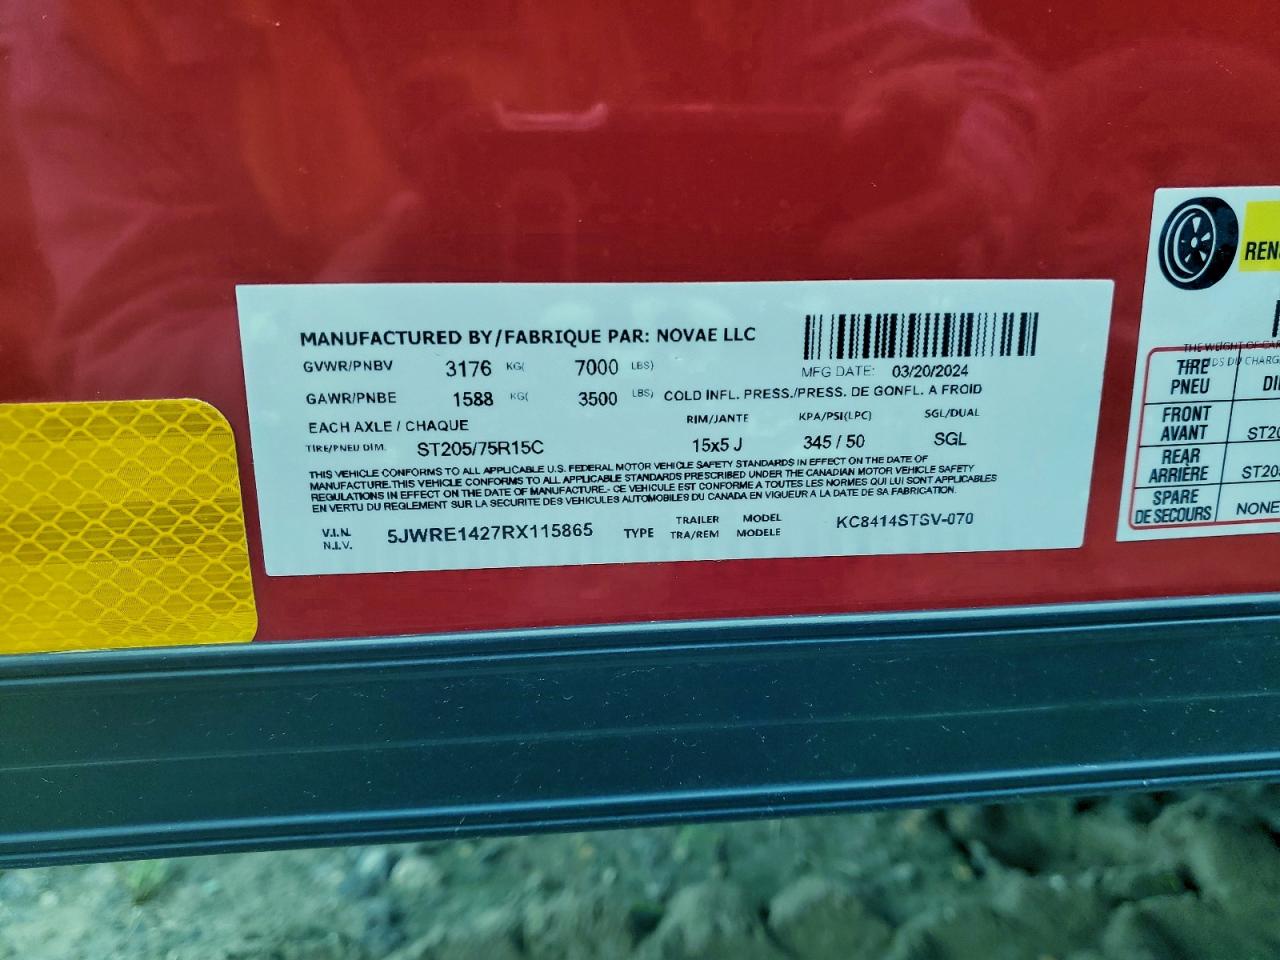 MANUFACTURED BY/FABRIQUE PAR: NOVAE LLC
GVWR/PNBV 3176 KG( 7000 LBS) MFG DATE: 03/20/2024
GAWR/PNBE 1588 KG( 3500 LBS) COLD INFL. PRESS./PRESS. DE GONFL. A FROID
EACH AXLE / CHAQUE RIM/JANTE KPA/PSI(LPC) SGL/DUAL
TIRE/PNEU DIM. ST205/75R15C 15x5 J 345 / 50 SGL
THIS VEHICLE CONFORMS TO ALL APPLICABLE U.S. FEDERAL MOTOR VEHICLE SAFETY STANDARDS IN EFFECT ON THE DATE OF
MANUFACTURE.THIS VEHICLE CONFORMS TO ALL APPLICABLE STANDARDS PRESCRIBED UNDER THE CANADIAN MOTOR VEHICLE SAFETY
REGULATIONS IN EFFECT ON THE DATE OF MANUFACTURE.- CE VEHICULE EST CONFORME A TOUTES LES NORMES QUI LUI SONT APPLICABLES
EN VERTU DU REGLEMENT SUR LA SECURITE DES VEHICULES AUTOMOBILES DU CANADA EN VIGUEUR A LA DATE DE SA FABRICATION.
V.I.N. 5JWRE1427RX115865 TYPE TRAILER MODEL KC8414STSV-070
N.I.V. TRA/REM MODELE
THE WEIGHT OF
TIRE
PNEU
FRONT
AVANT
REAR
ARRIÈRE
SPARE NONE
DE SECOURS